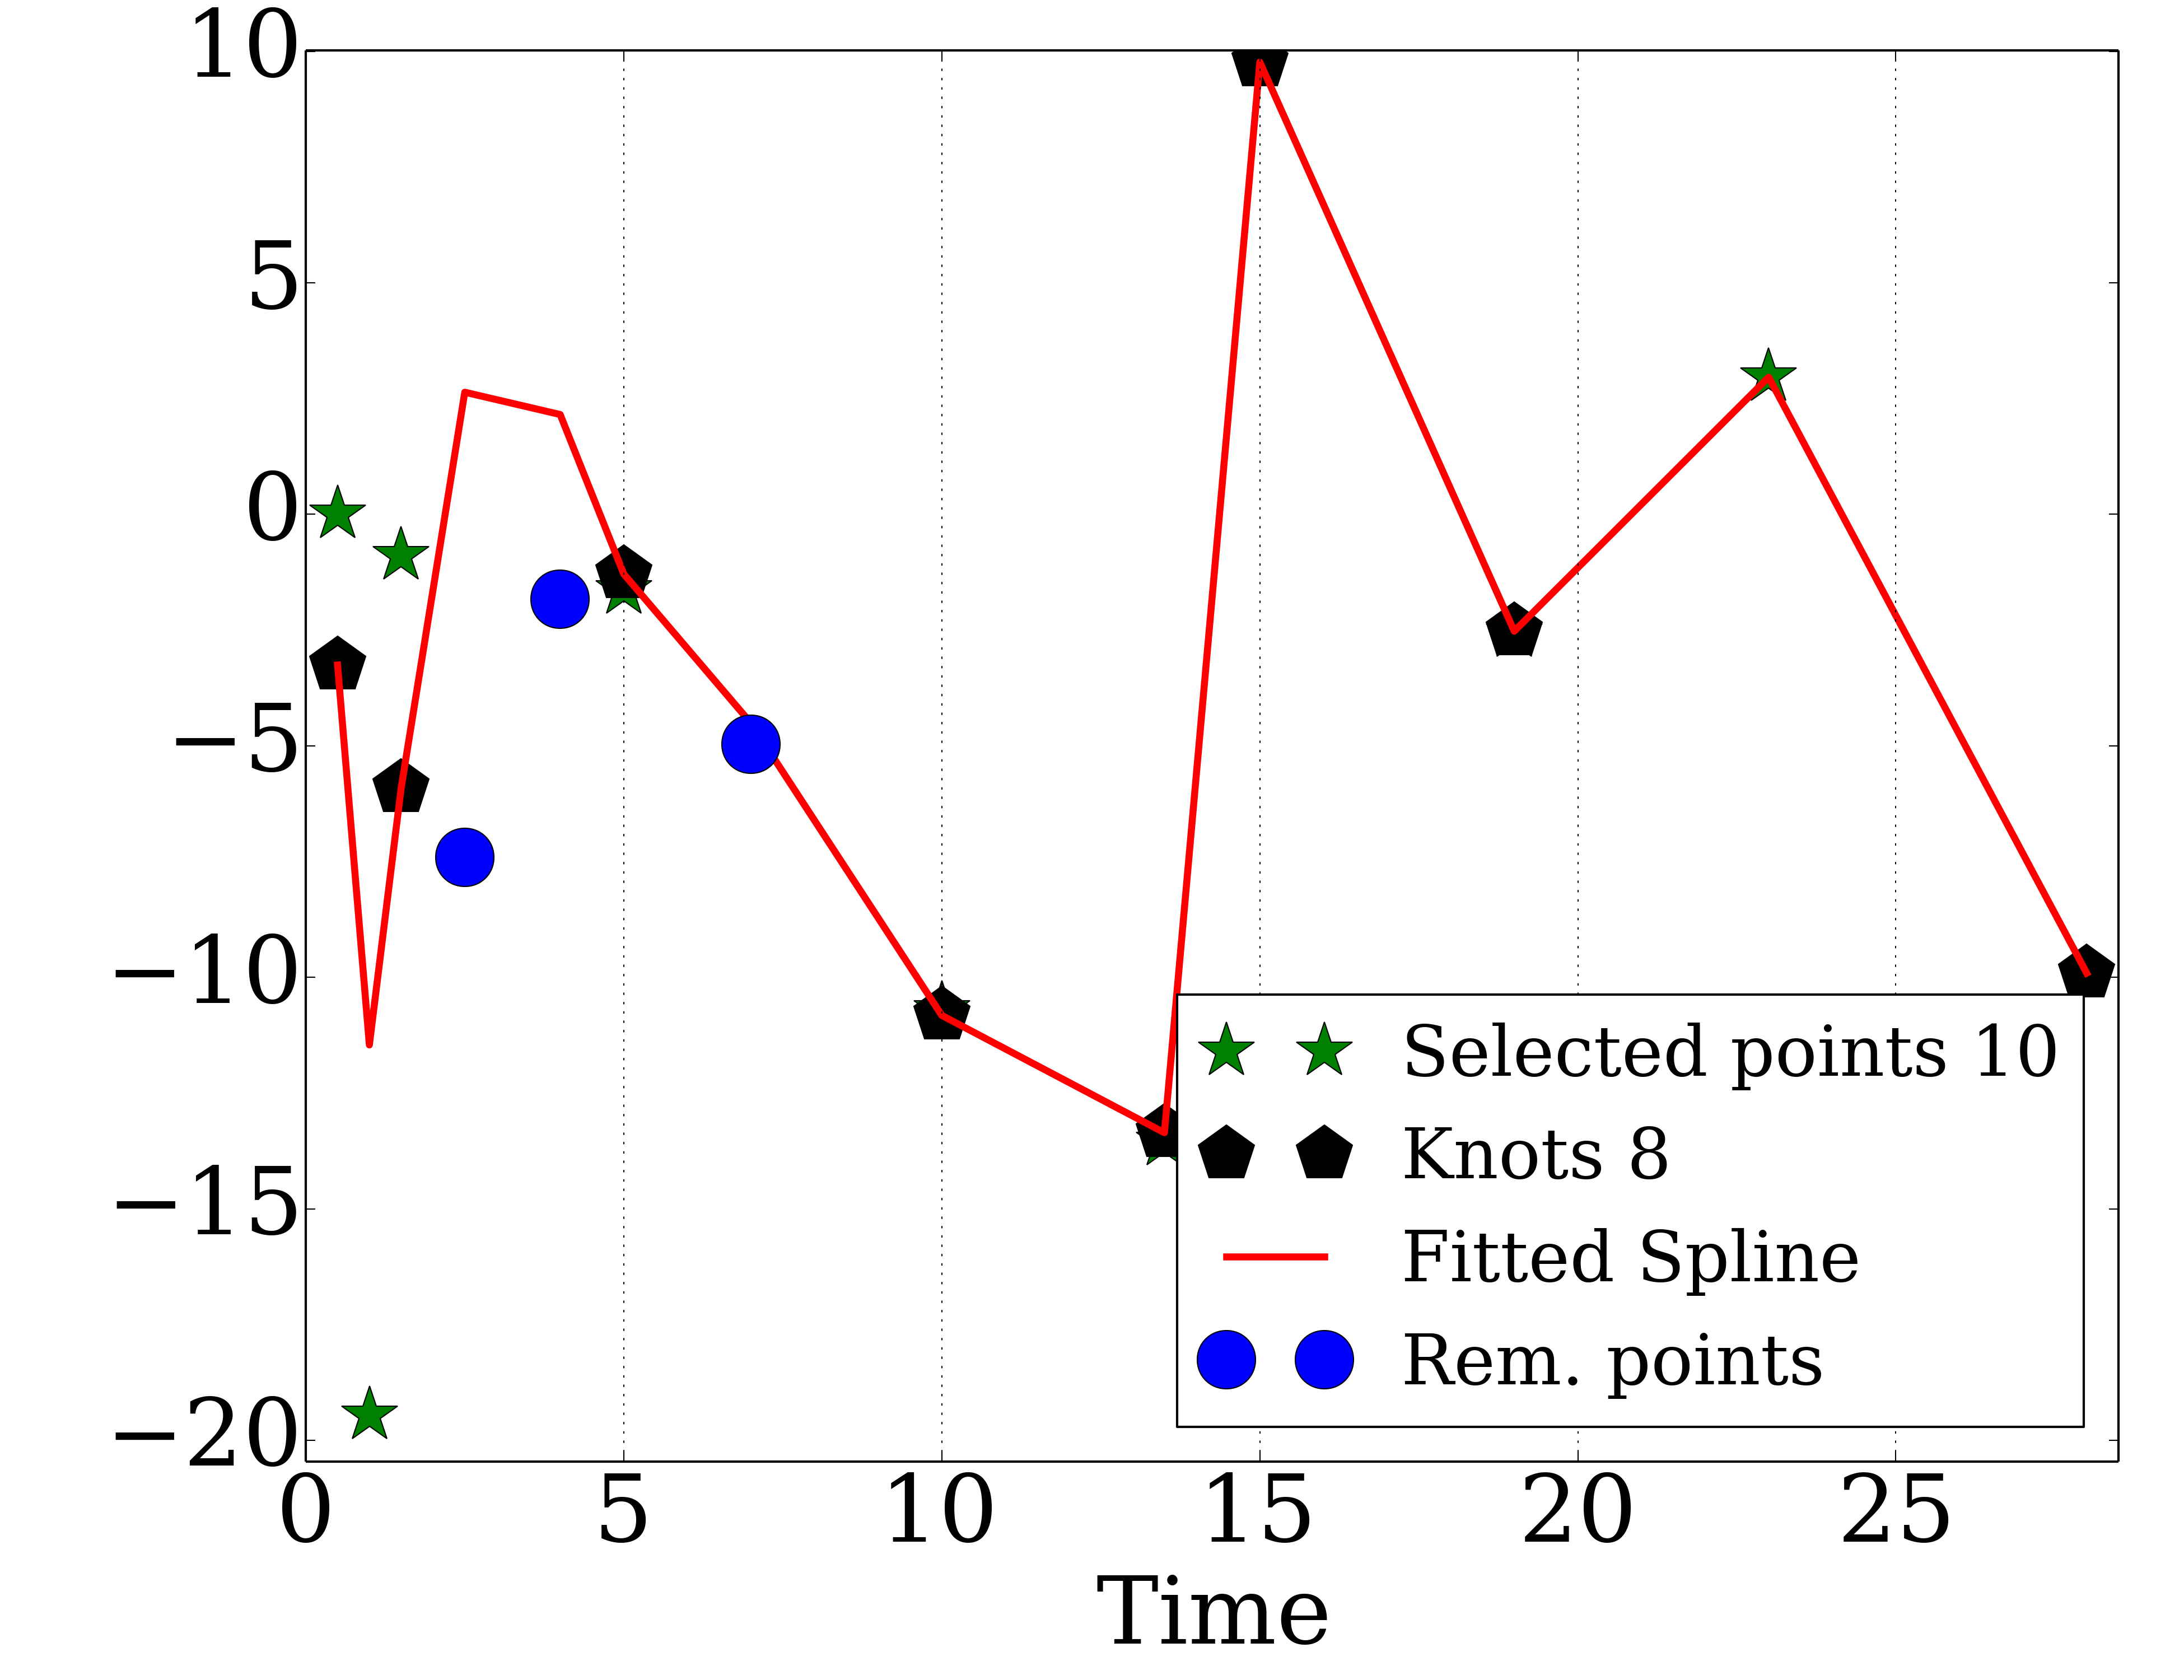 10
5
0
−5
−10
−15
−20
0 5 10 15 20 25
Time
Selected points 10
Knots 8
Fitted Spline
Rem. points